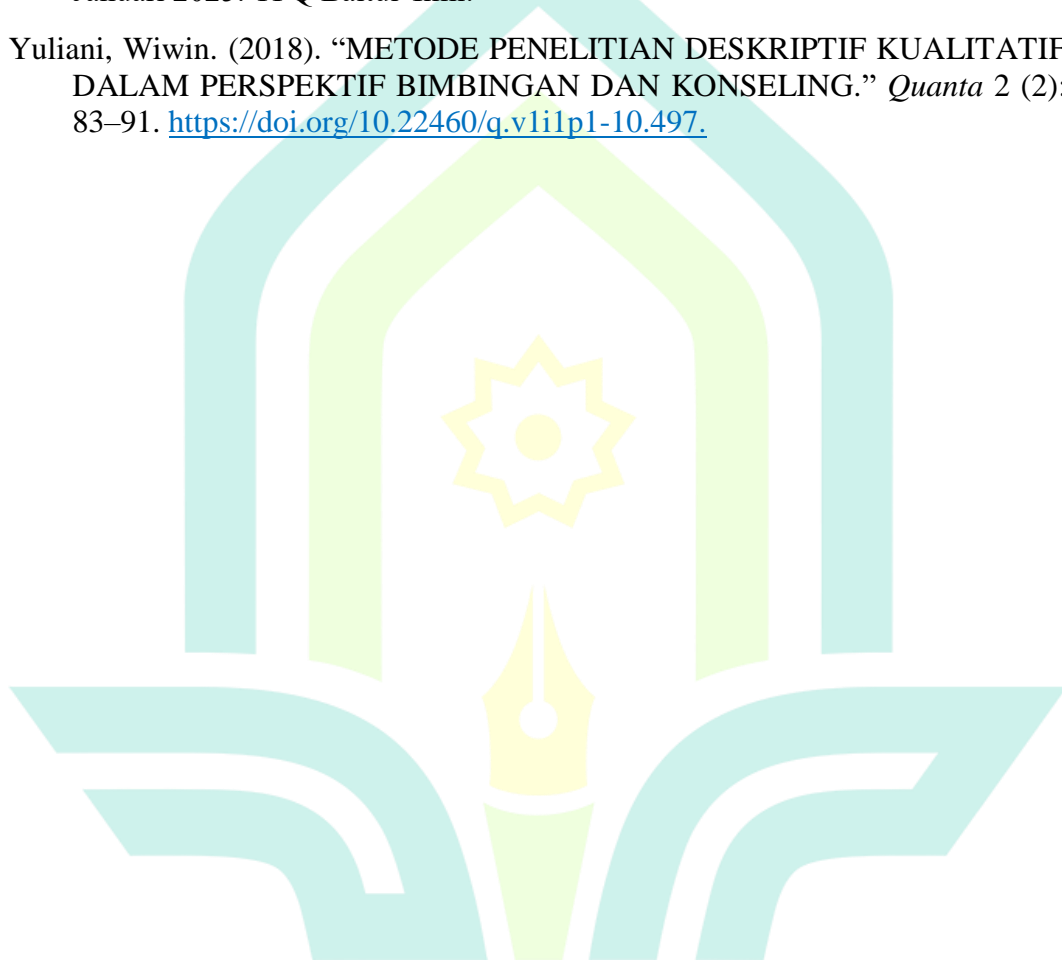 Yuliani, Wiwin. (2018). “METODE PENELITIAN DESKRIPTIF KUALITATIF
DALAM PERSPEKTIF BIMBINGAN DAN KONSELING.” Quanta 2 (2):
83–91. https://doi.org/10.22460/q.v1i1p1-10.497.